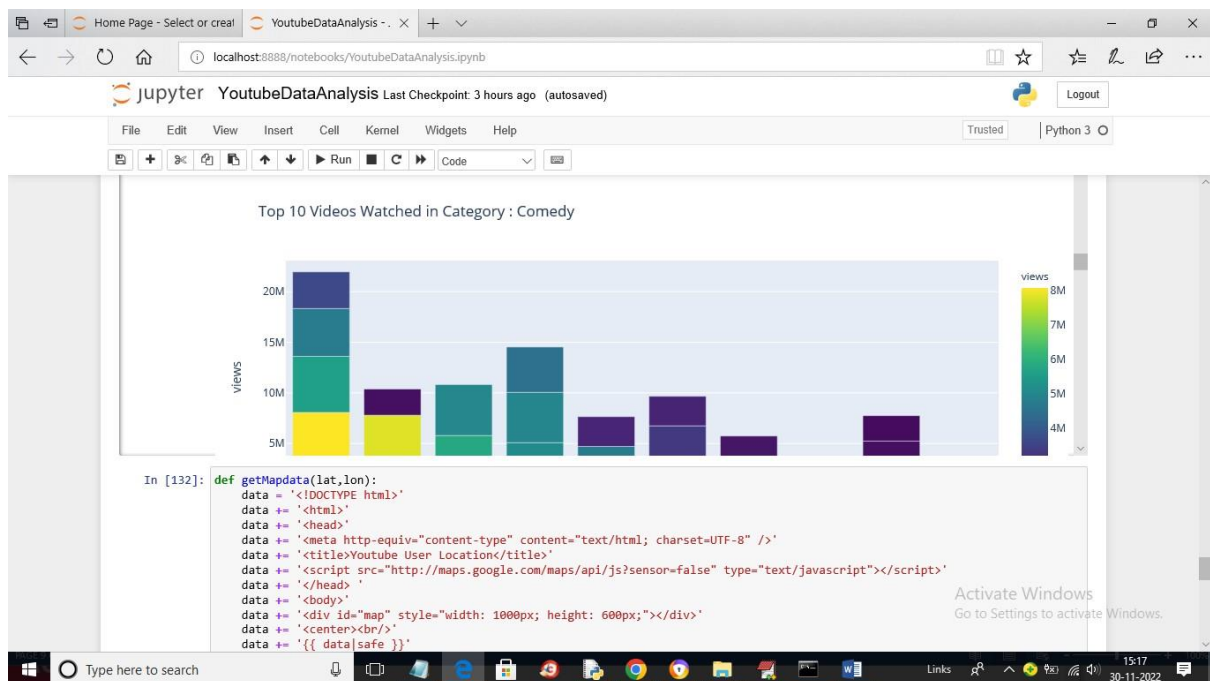 Home Page - Select or creat
YoutubeDataAnalysis - .
localhost:8888/notebooks/YoutubeDataAnalysis.ipynb
jupyter YoutubeDataAnalysis Last Checkpoint: 3 hours ago (autosaved)
Logout
File Edit View Insert Cell Kernel Widgets Help
Trusted
Python 3
Run
Code
Top 10 Videos Watched in Category : Comedy
views
20M
15M
10M
5M
views
8M
7M
6M
5M
4M
In [132]: def getMapdata(lat,lon):
data = '<!DOCTYPE html>'
data += '<html>'
data += '<head>'
data += '<meta http-equiv="content-type" content="text/html; charset=UTF-8" />'
data += '<title>Youtube User Location</title>'
data += '<script src="http://maps.google.com/maps/api/js?sensor=false" type="text/javascript"></script>'
data += '</head> '
data += '<body>'
data += '<div id="map" style="width: 1000px; height: 600px;"></div>'
data += '<center><br/>'
data += '{{ data|safe }}'
Activate Windows
Go to Settings to activate Windows.
Type here to search
Links
15:17
30-11-2022